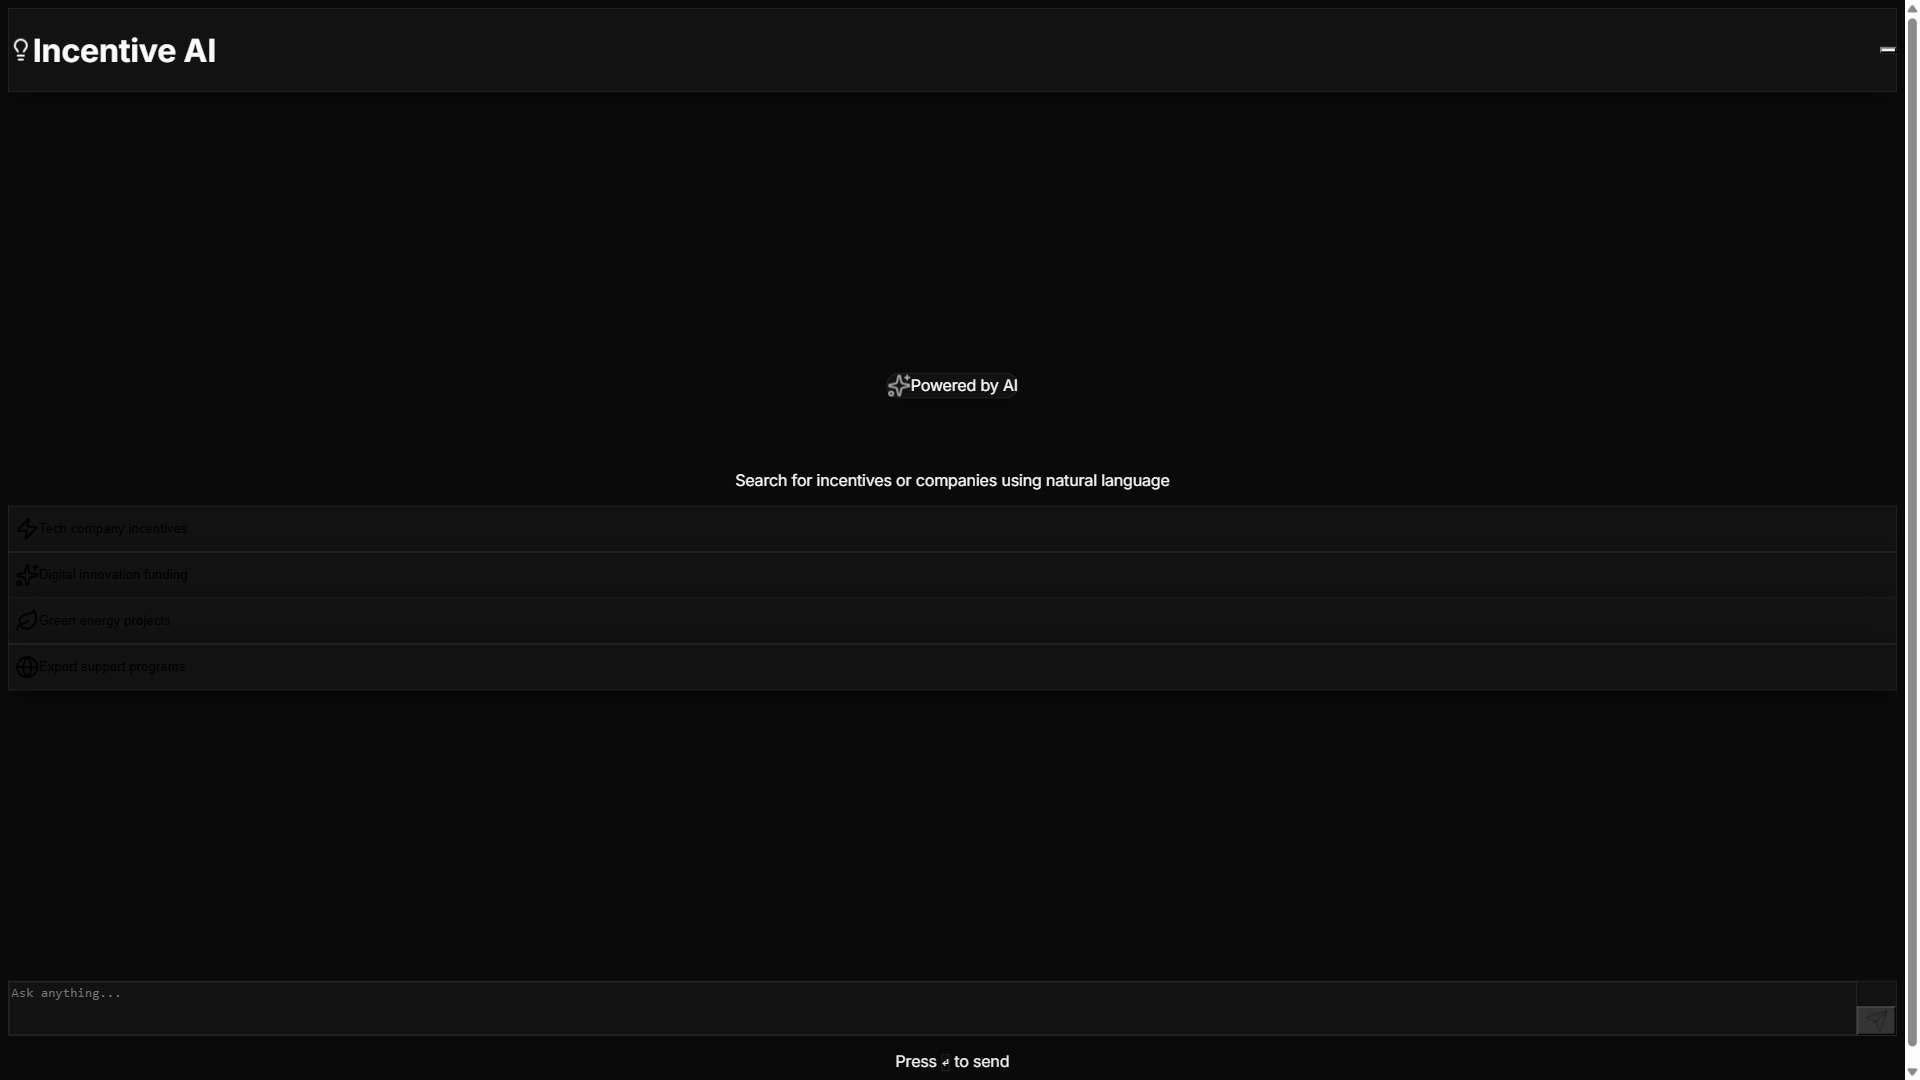 Incentive AI
Powered by AI
Search for incentives or companies using natural language
Tech company incentives
Digital innovation funding
Green energy projects
Export support programs
Ask anything...
Press ↵ to send